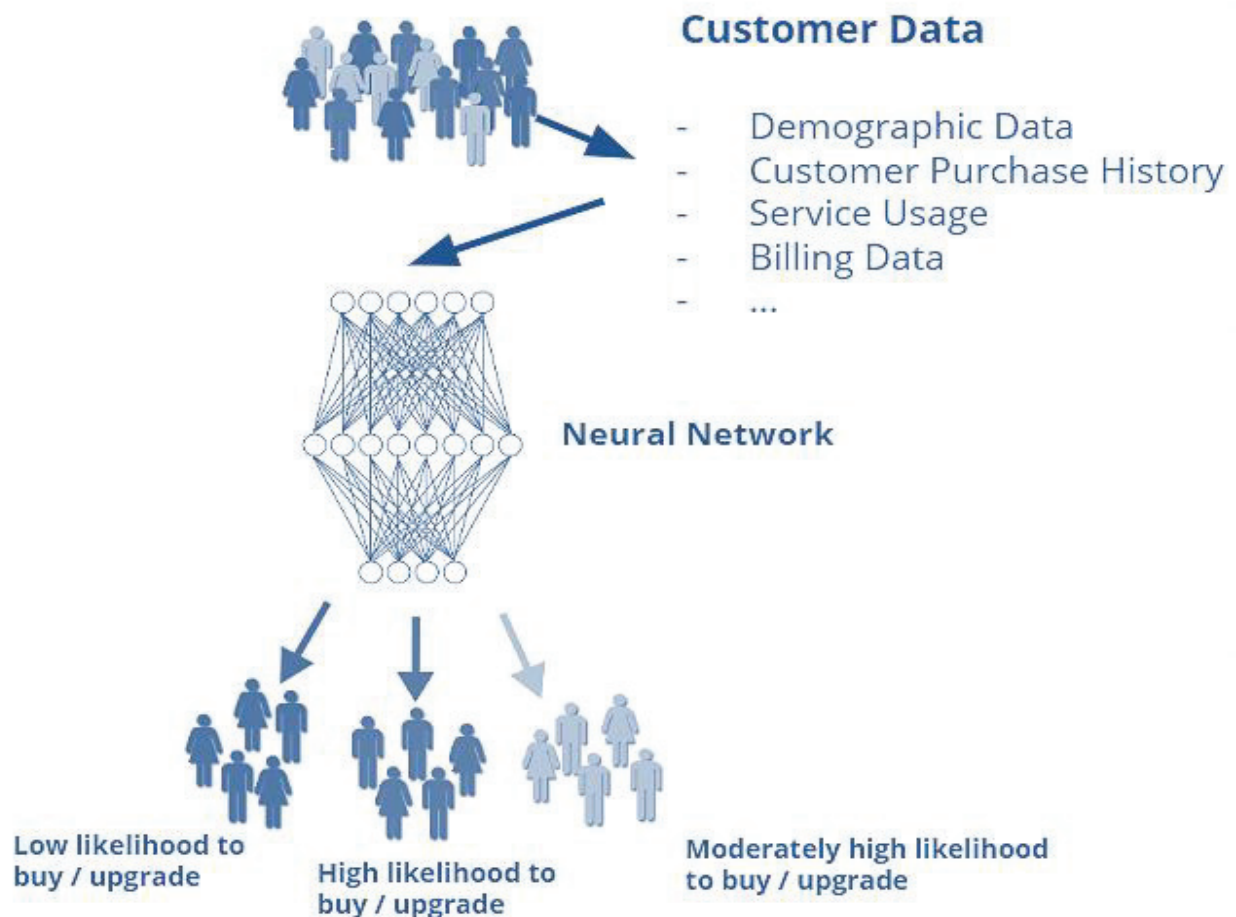 Customer Data
- Demographic Data
- Customer Purchase History
- Service Usage
- Billing Data
- ...
Neural Network
Low likelihood to
buy / upgrade
High likelihood to
buy / upgrade
Moderately high likelihood
to buy / upgrade